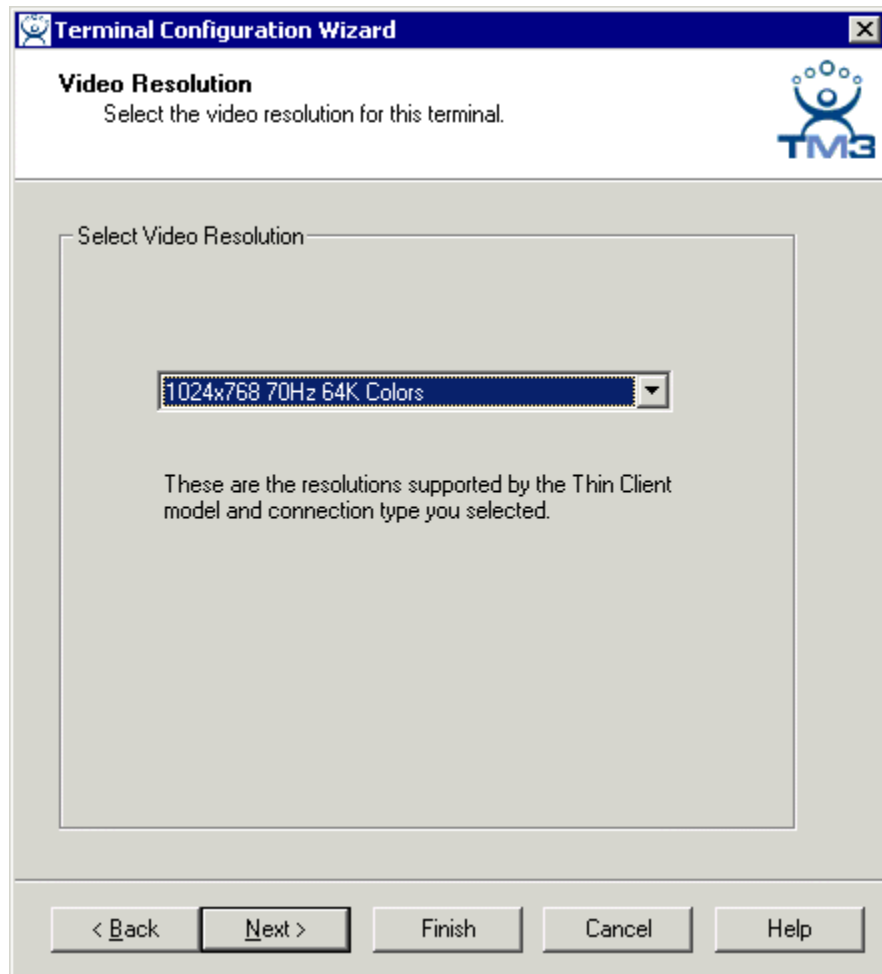 Terminal Configuration Wizard
Video Resolution
Select the video resolution for this terminal.
TM3
Select Video Resolution
1024x768 70Hz 64K Colors
These are the resolutions supported by the Thin Client
model and connection type you selected.
< Back
Next >
Finish
Cancel
Help